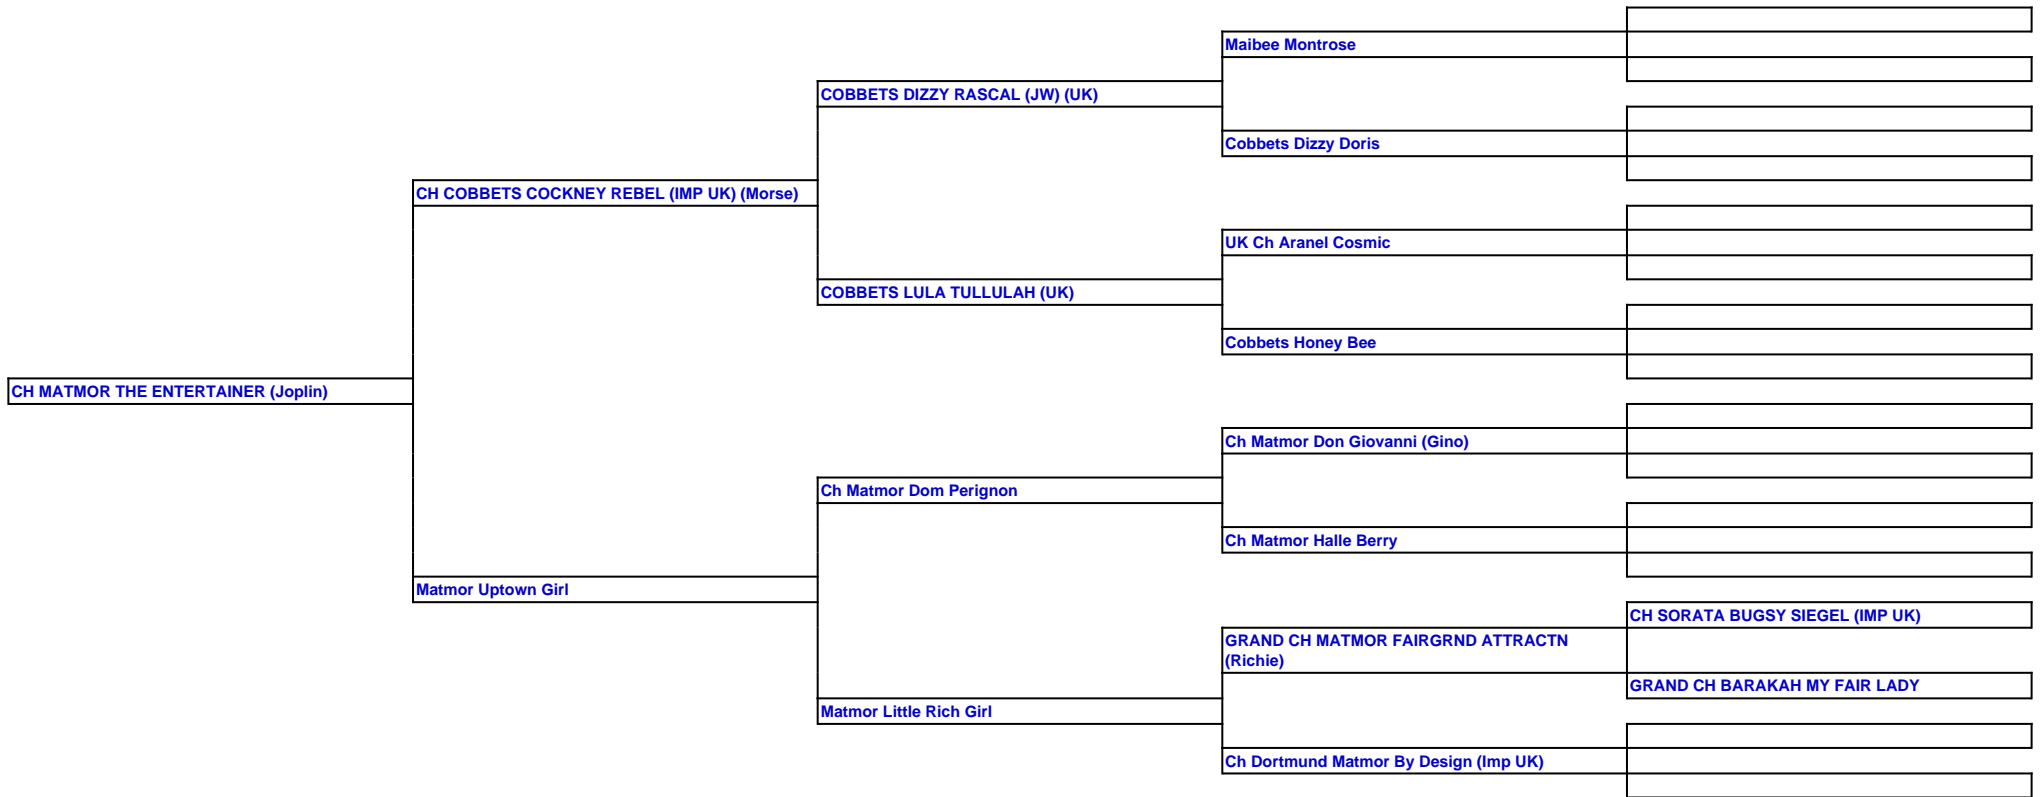 Maibee Montrose
COBBETS DIZZY RASCAL (JW) (UK)
Cobbets Dizzy Doris
CH COBBETS COCKNEY REBEL (IMP UK) (Morse)
UK Ch Aranel Cosmic
COBBETS LULA TULLULAH (UK)
Cobbets Honey Bee
CH MATMOR THE ENTERTAINER (Joplin)
Ch Matmor Don Giovanni (Gino)
Ch Matmor Dom Perignon
Ch Matmor Halle Berry
Matmor Uptown Girl
CH SORATA BUGSY SIEGEL (IMP UK)
GRAND CH MATMOR FAIRGRND ATTRACTN
(Richie)
GRAND CH BARAKAH MY FAIR LADY
Matmor Little Rich Girl
Ch Dortmund Matmor By Design (Imp UK)